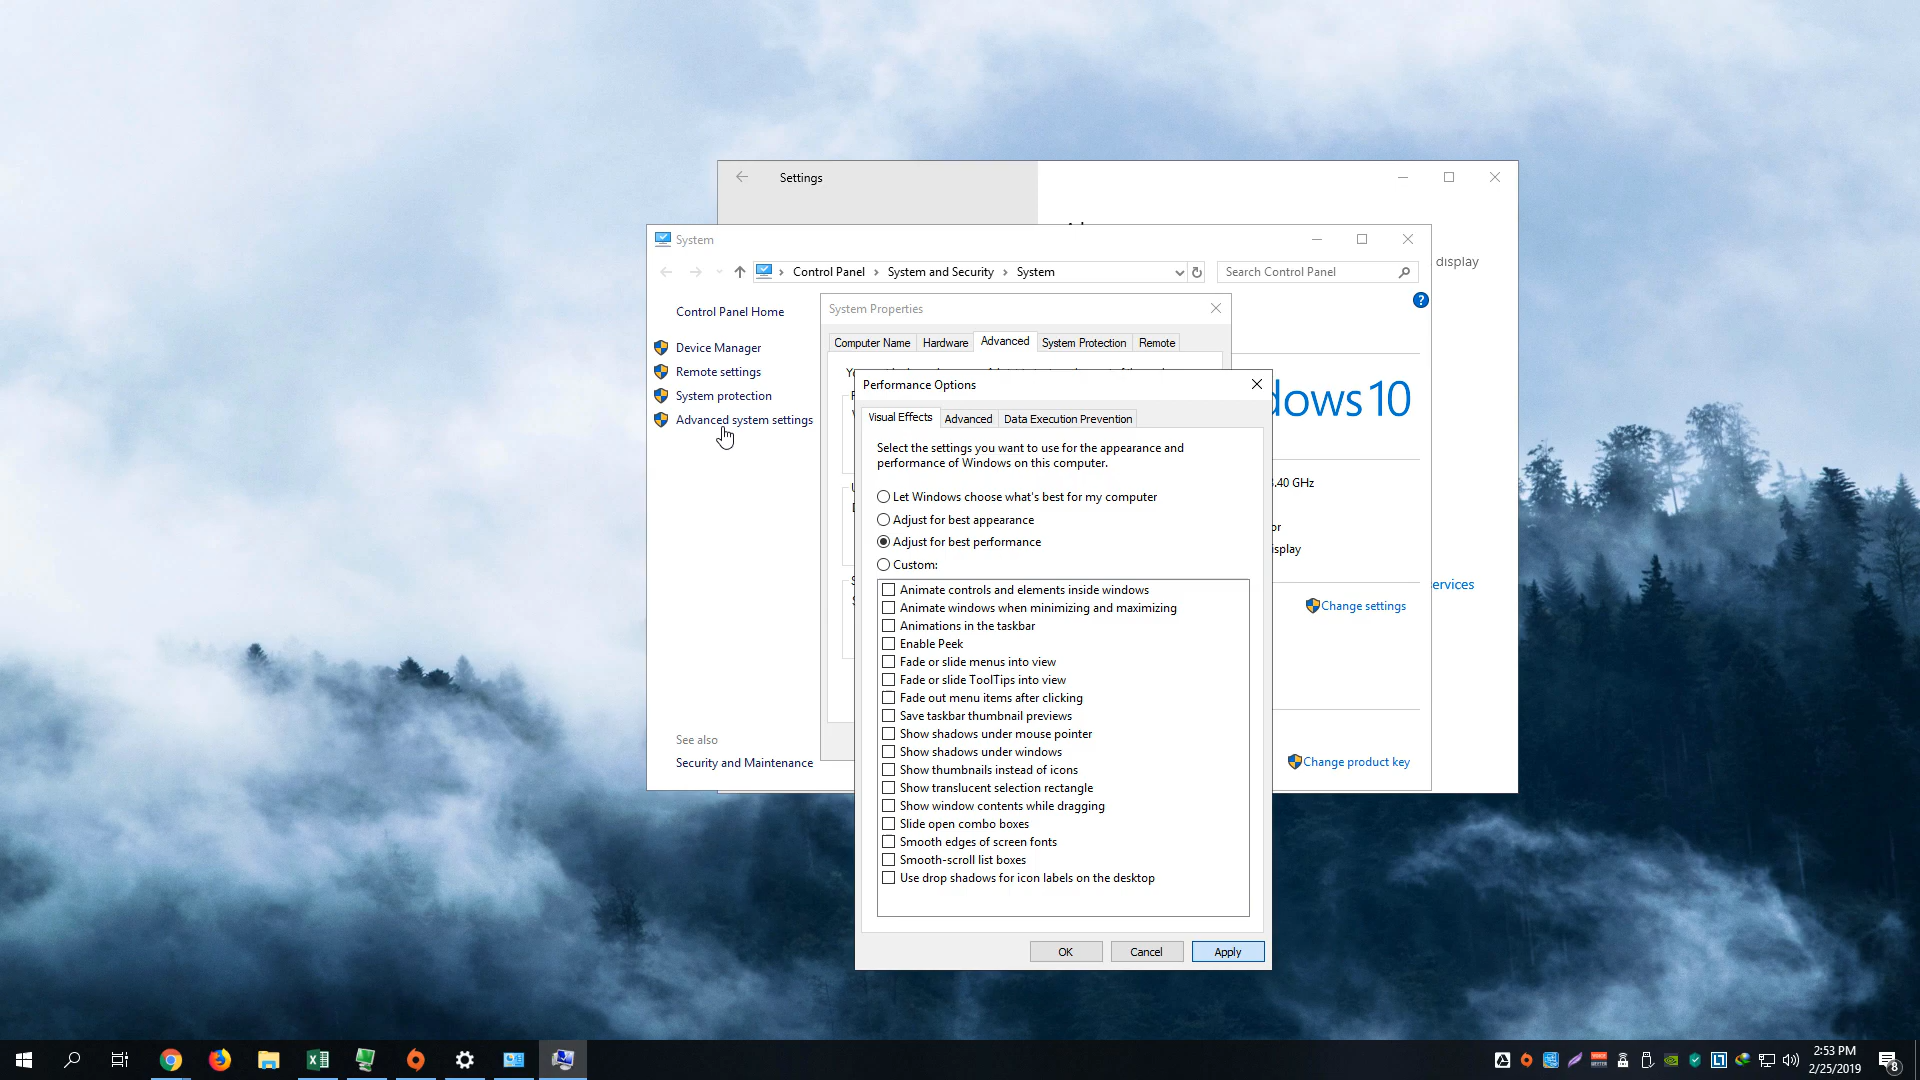 Settings
System
Control Panel
System and Security
System
Search Control Panel
display
Control Panel Home
System Properties
Device Manager
Computer Name
Hardware
Advanced
System Protection
Remote
Remote settings
System protection
Performance Options
dows 10
Advanced system settings
Visual Effects
Advanced
Data Execution Prevention
Select the settings you want to use for the appearance and
performance of Windows on this computer.
.40 GHz
Let Windows choose what's best for my computer
Adjust for best appearance
or
Adjust for best performance
isplay
Custom:
ervices
Animate controls and elements inside windows
Change settings
Animate windows when minimizing and maximizing
Animations in the taskbar
Enable Peek
Fade or slide menus into view
Fade or slide ToolTips into view
Fade out menu items after clicking
Save taskbar thumbnail previews
Show shadows under mouse pointer
See also
Show shadows under windows
Security and Maintenance
Change product key
Show thumbnails instead of icons
Show translucent selection rectangle
Show window contents while dragging
Slide open combo boxes
Smooth edges of screen fonts
Smooth-scroll list boxes
Use drop shadows for icon labels on the desktop
OK
Cancel
Apply
2:53 PM
2/25/2019
8